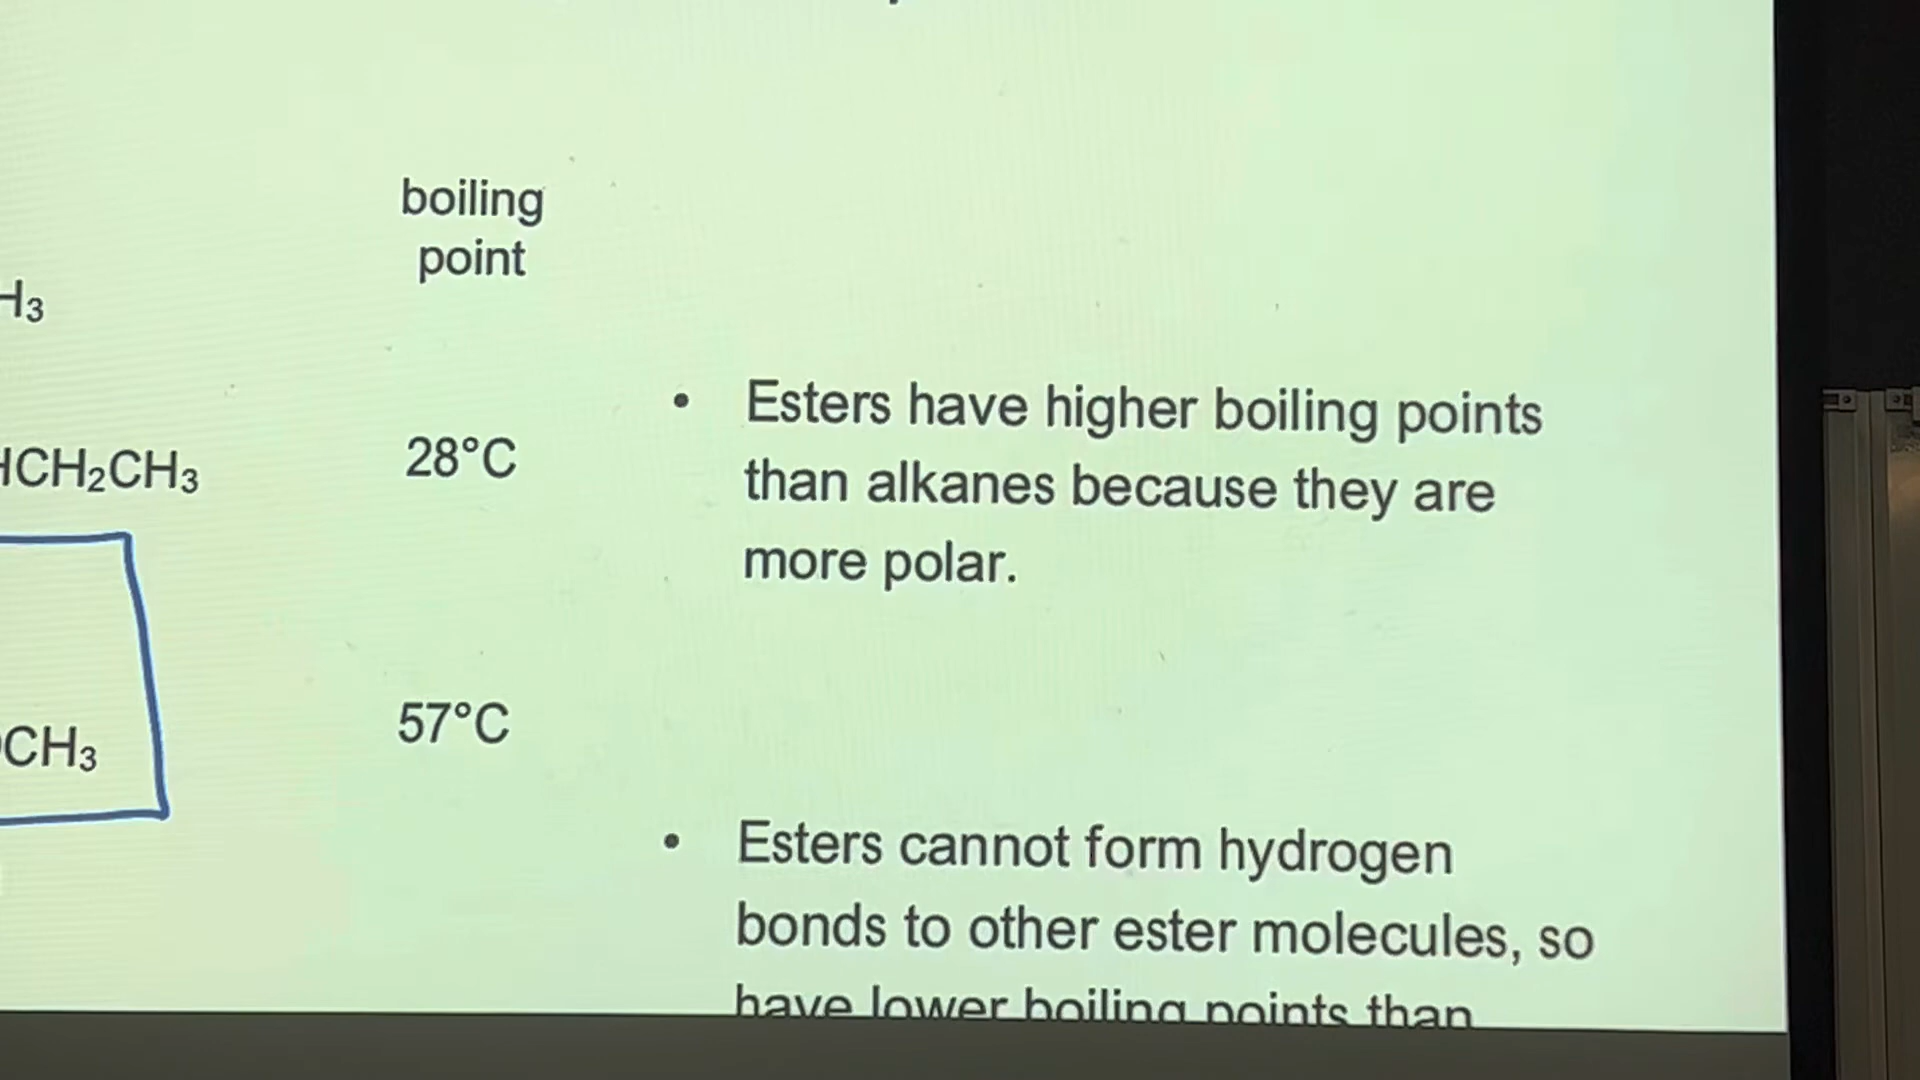 boiling
point
H₃
HCH₂CH₃
28°C
• Esters have higher boiling points
than alkanes because they are
more polar.
OCH₃
57°C
• Esters cannot form hydrogen
bonds to other ester molecules, so
have lower boiling points than